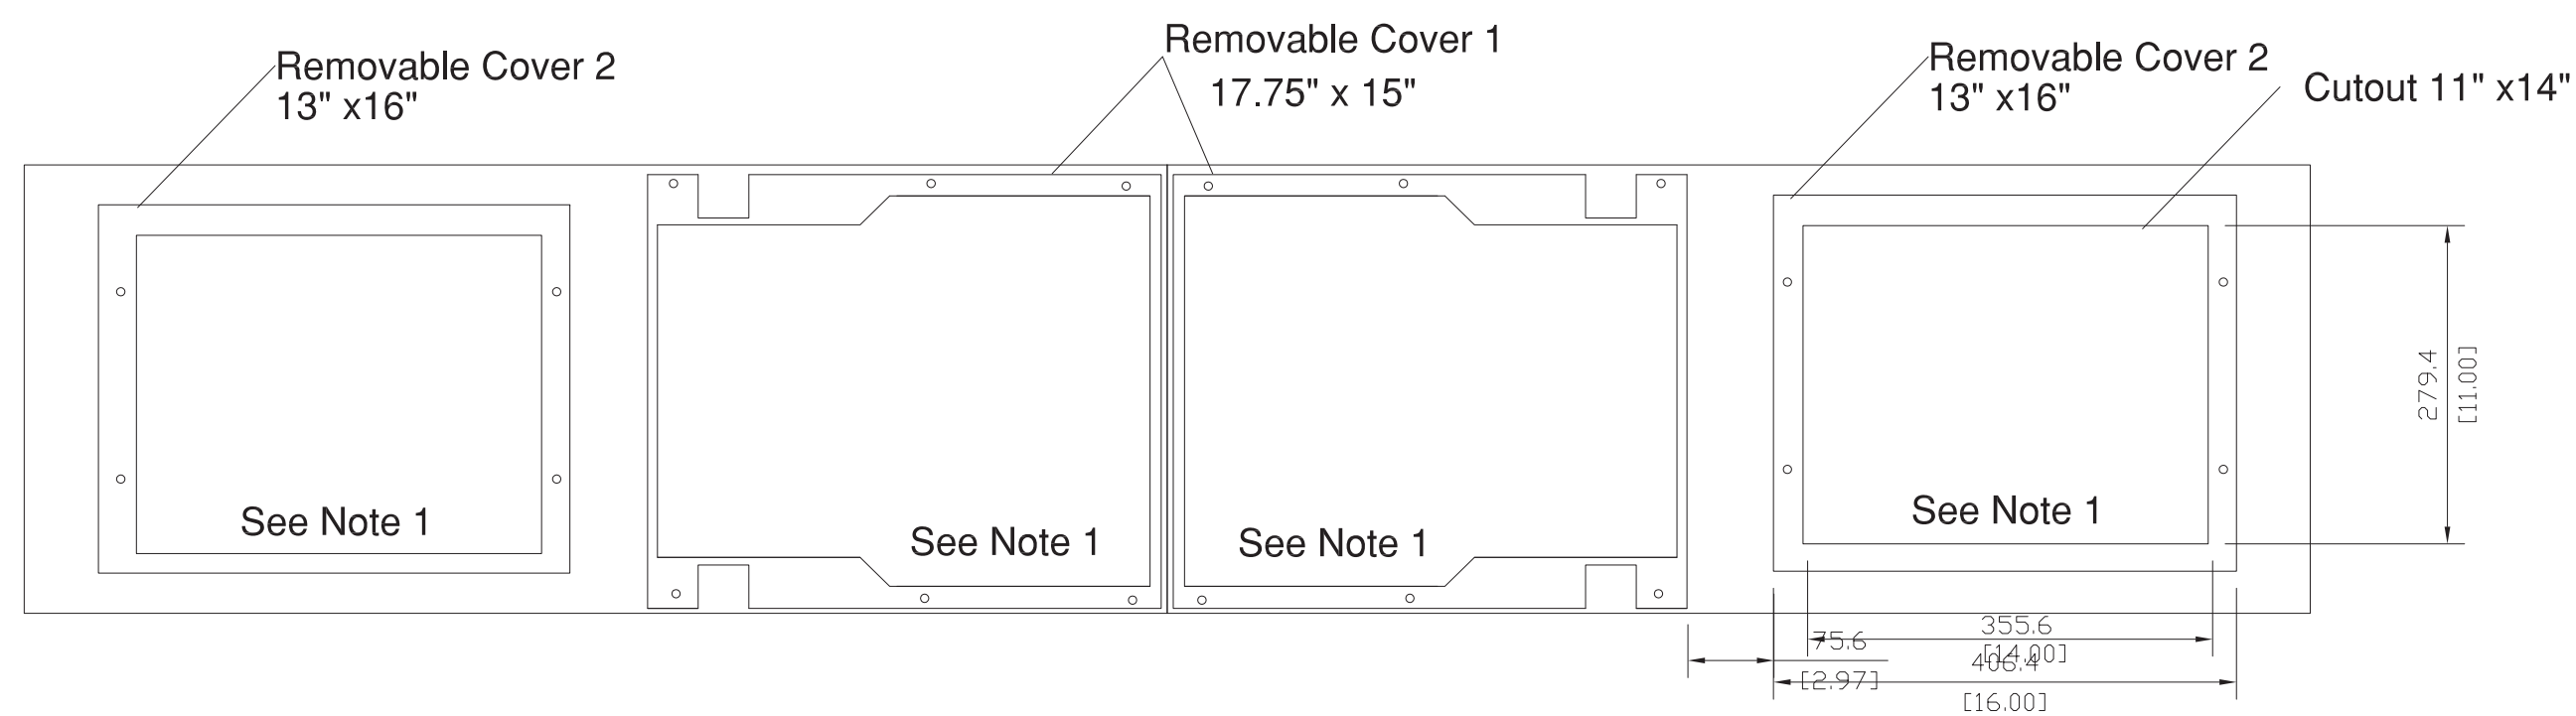 Removable Cover 2
13" x16"
Removable Cover 1
17.75" x 15"
Removable Cover 2
13" x16"
Cutout 11" x14"
See Note 1
See Note 1
See Note 1
See Note 1
279.4
[11.00]
75.6
[2.97]
355.6
[14.00]
406.4
[16.00]